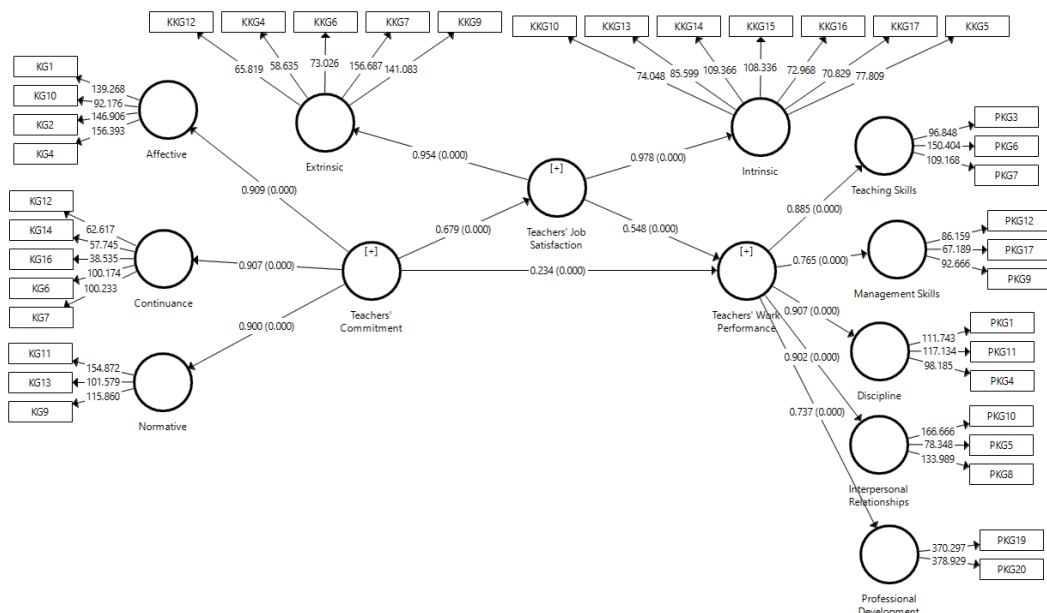 KKG12 KKG4 KKG6 KKG7 KKG9
65.819 58.635 73.026 156.687 141.083
Extrinsic
KKG10 KKG13 KKG14 KKG15 KKG16 KKG17 KKG5
74.048 85.599 109.366 108.336 72.968 70.829 77.809
Intrinsic
KG1
KG10
KG2
KG4
139.268
92.176
146.906
156.393
Affective
KG12
KG14
KG16
KG6
KG7
62.617
57.745
38.535
100.174
100.233
Continuance
KG11
KG13
KG9
154.872
101.579
115.860
Normative
0.909 (0.000)
0.907 (0.000)
0.900 (0.000)
[+]
Teachers'
Commitment
0.679 (0.000)
0.234 (0.000)
0.954 (0.000)
0.978 (0.000)
[+]
Teachers' Job
Satisfaction
0.548 (0.000)
[+]
Teachers' Work
Performance
0.885 (0.000)
0.765 (0.000)
0.907 (0.000)
0.902 (0.000)
0.737 (0.000)
Teaching Skills
96.848
150.404
109.168
PKG3
PKG6
PKG7
Management Skills
86.159
67.189
92.666
PKG12
PKG17
PKG9
Discipline
111.743
117.134
98.185
PKG1
PKG11
PKG4
Interpersonal
Relationships
166.666
78.348
133.989
PKG10
PKG5
PKG8
Professional
Development
370.297
378.929
PKG19
PKG20